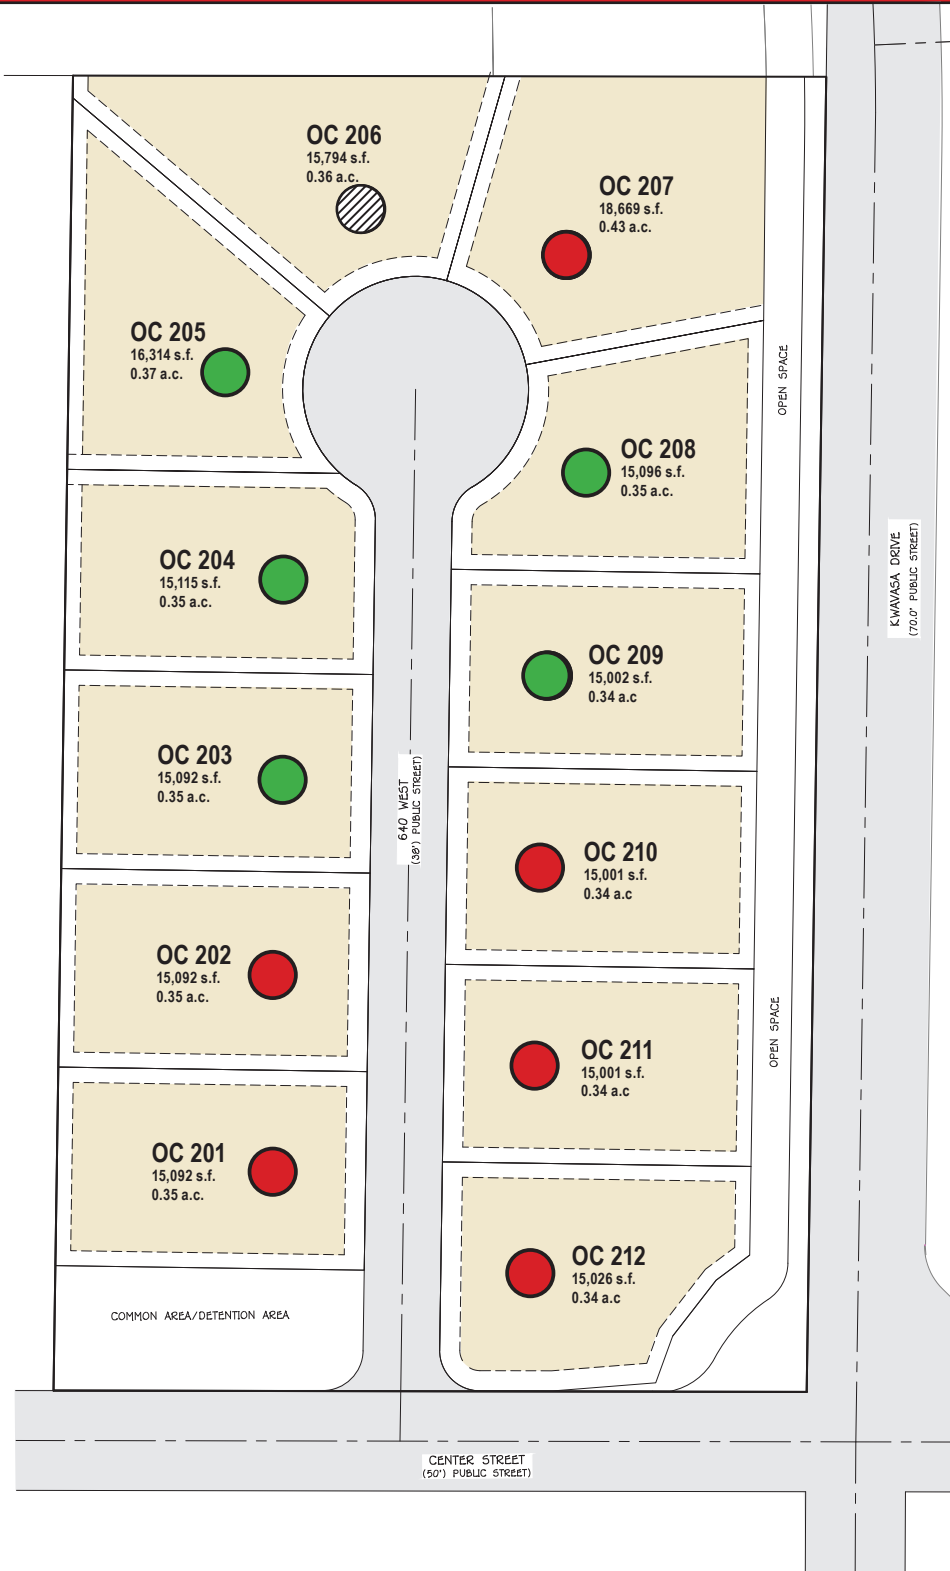 OC 206
15,794 s.f.
0.36 a.c.
OC 207
18,669 s.f.
0.43 a.c.
OC 205
16,314 s.f.
0.37 a.c.
OPEN SPACE
OC 208
15,096 s.f.
0.35 a.c.
OC 204
15,115 s.f.
0.35 a.c.
KWAVASA DRIVE
(70.0' PUBLIC STREET)
OC 209
15,002 s.f.
0.34 a.c
OC 203
15,092 s.f.
0.35 a.c.
640 WEST
(38') PUBLIC STREET)
OC 210
15,001 s.f.
0.34 a.c
OC 202
15,092 s.f.
0.35 a.c.
OPEN SPACE
OC 211
15,001 s.f.
0.34 a.c
OC 201
15,092 s.f.
0.35 a.c.
OC 212
15,026 s.f.
0.34 a.c
COMMON AREA/DETENTION AREA
CENTER STREET
(50') PUBLIC STREET)